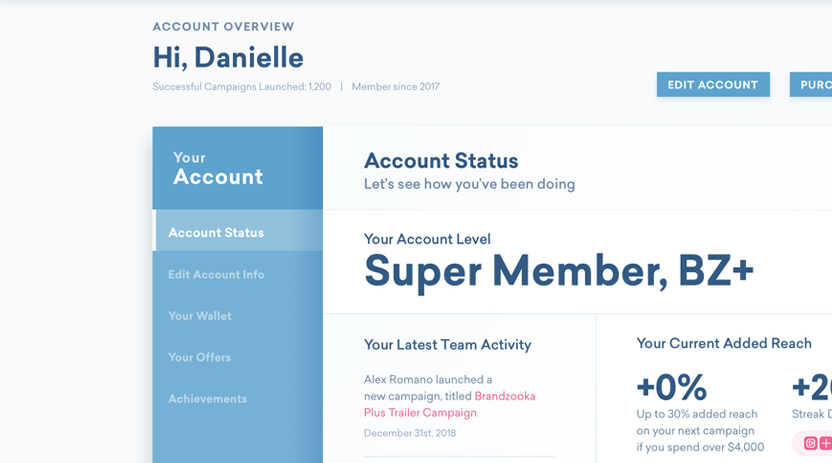 ACCOUNT OVERVIEW
Hi, Danielle
Successful Campaigns Launched: 1,200 | Member since 2017
EDIT ACCOUNT
Your
Account
Account Status
Edit Account Info
Your Wallet
Your Offers
Achievements
Account Status
Let's see how you've been doing
Your Account Level
Super Member, BZ+
Your Latest Team Activity
Alex Romano launched a
new campaign, titled Brandzooka
Plus Trailer Campaign
December 31st, 2018
Your Current Added Reach
+0%
Up to 30% added reach
on your next campaign
if you spend over $4,000
Streak